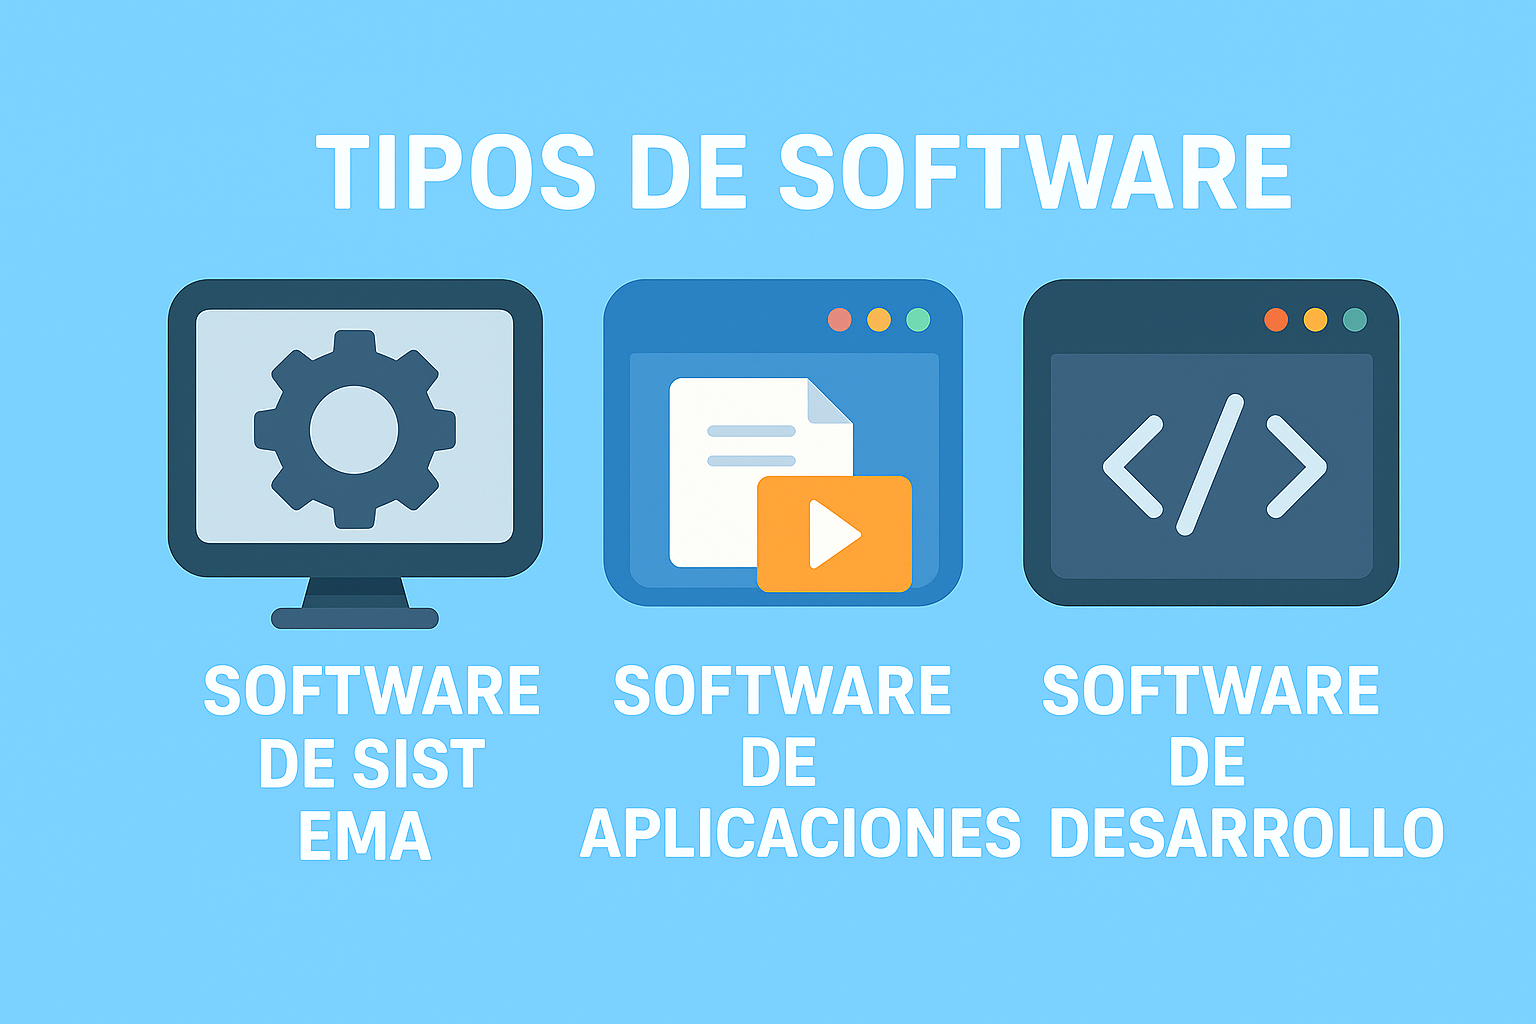 TIPOS DE SOFTWARE
SOFTWARE
DE SIST
EMA
SOFTWARE
DE
APLICACIONES
SOFTWARE
DE
DESARROLLO